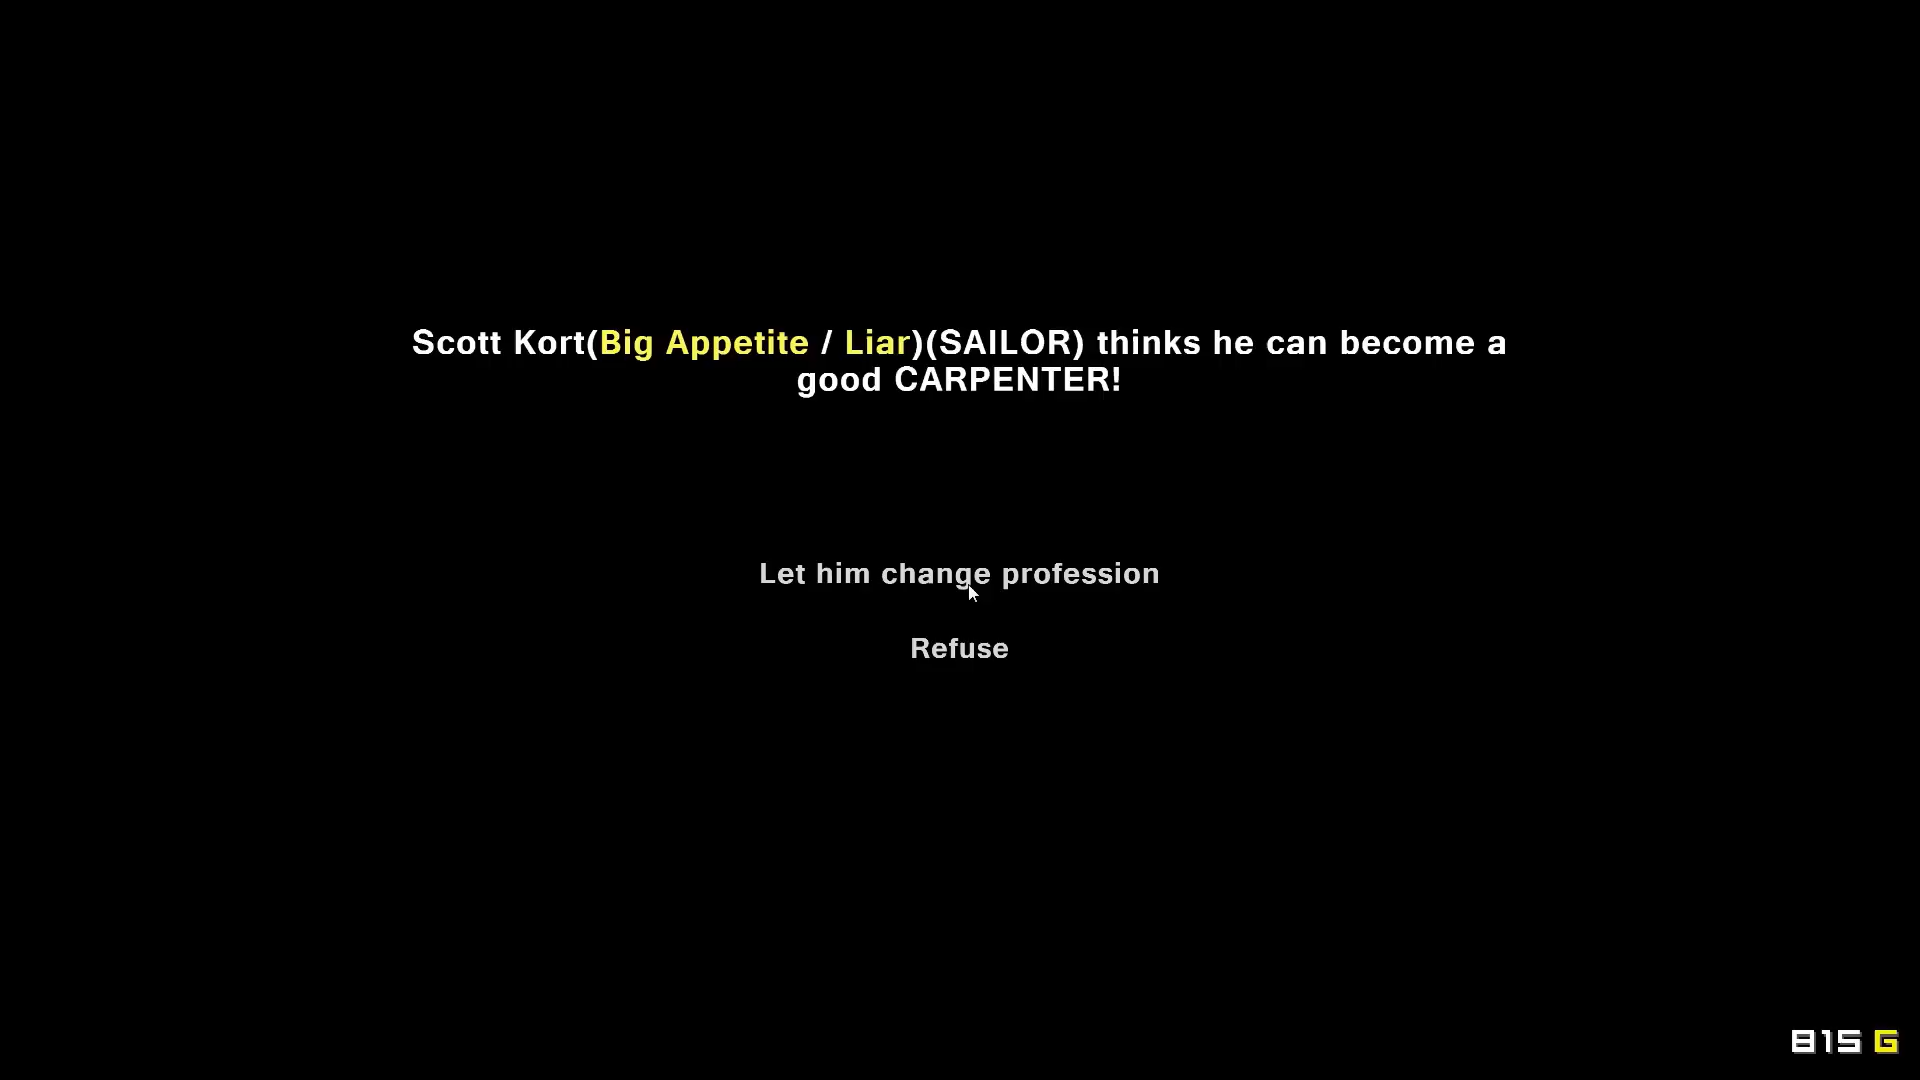 Scott Kort(Big Appetite / Liar)(SAILOR) thinks he can become a
good CARPENTER!
Let him change profession
Refuse
815 G